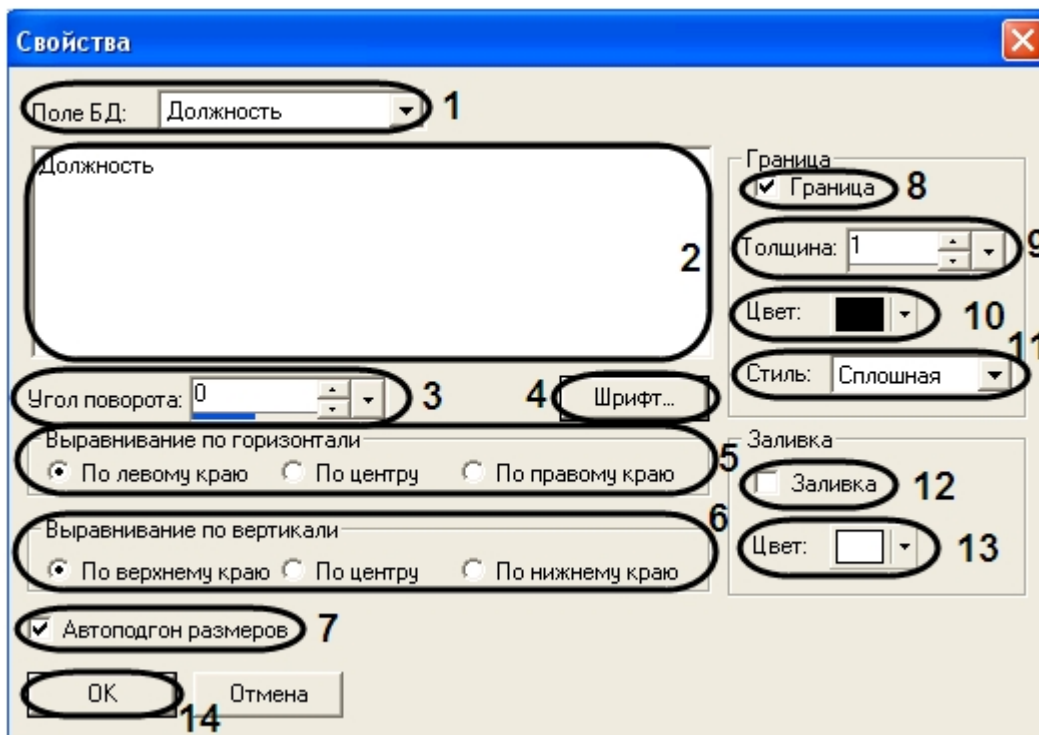 Свойства
Поле БД: Должность 1
Должность
2
Угол поворота: 0 3 4 Шрифт...
Выравнивание по горизонтали
По левому краю По центру По правому краю 5
Выравнивание по вертикали 6
По верхнему краю По центру По нижнему краю
Автоподгон размеров 7
OK Отмена
14
Граница
Граница 8
Толщина: 1 9
Цвет: 10
Стиль: Сплошная 11
Заливка
Заливка 12
Цвет: 13